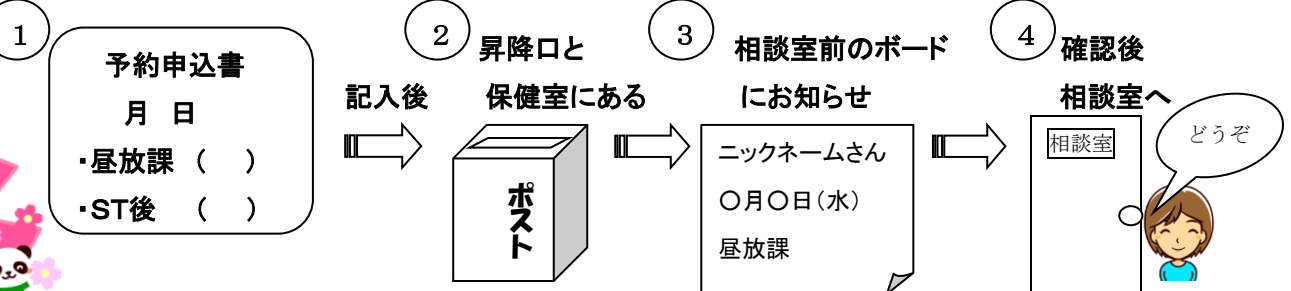 1
予約申込書
月 日
・昼放課 （ ）
・ST後 （ ）
記入後
2
昇降口と
保健室にある
ポスト
3
相談室前のボード
にお知らせ
ニックネームさん
〇月〇日（水）
昼放課
4
確認後
相談室へ
相談室
どうぞ